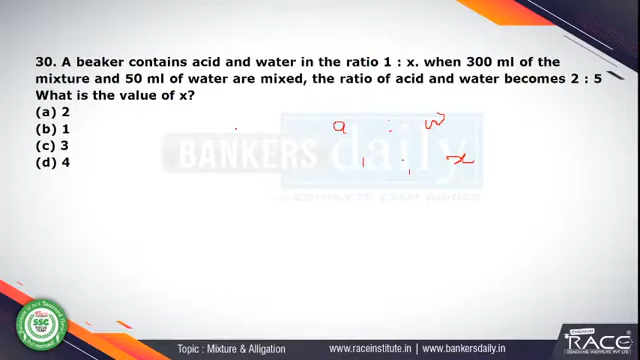 30. A beaker contains acid and water in the ratio 1 : x. when 300 ml of the
mixture and 50 ml of water are mixed, the ratio of acid and water becomes 2 : 5
What is the value of x?
(a) 2
(b) 1
(c) 3
(d) 4
a : w
1 : x
BANKERS daily
COMPLETE EXAM BINDER
SSC
CHENNAI
RACE
Topic : Mixture & Alligation
www.raceinstitute.in | www.bankersdaily.in